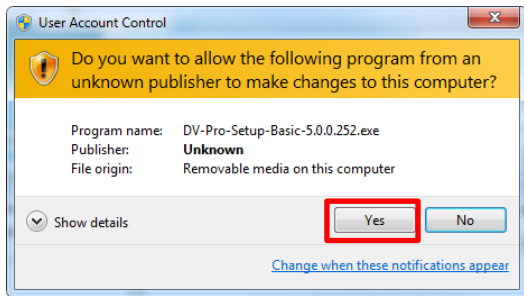 User Account Control
Do you want to allow the following program from an
unknown publisher to make changes to this computer?
Program name: DV-Pro-Setup-Basic-5.0.0.252.exe
Publisher: Unknown
File origin: Removable media on this computer
Show details Yes No
Change when these notifications appear